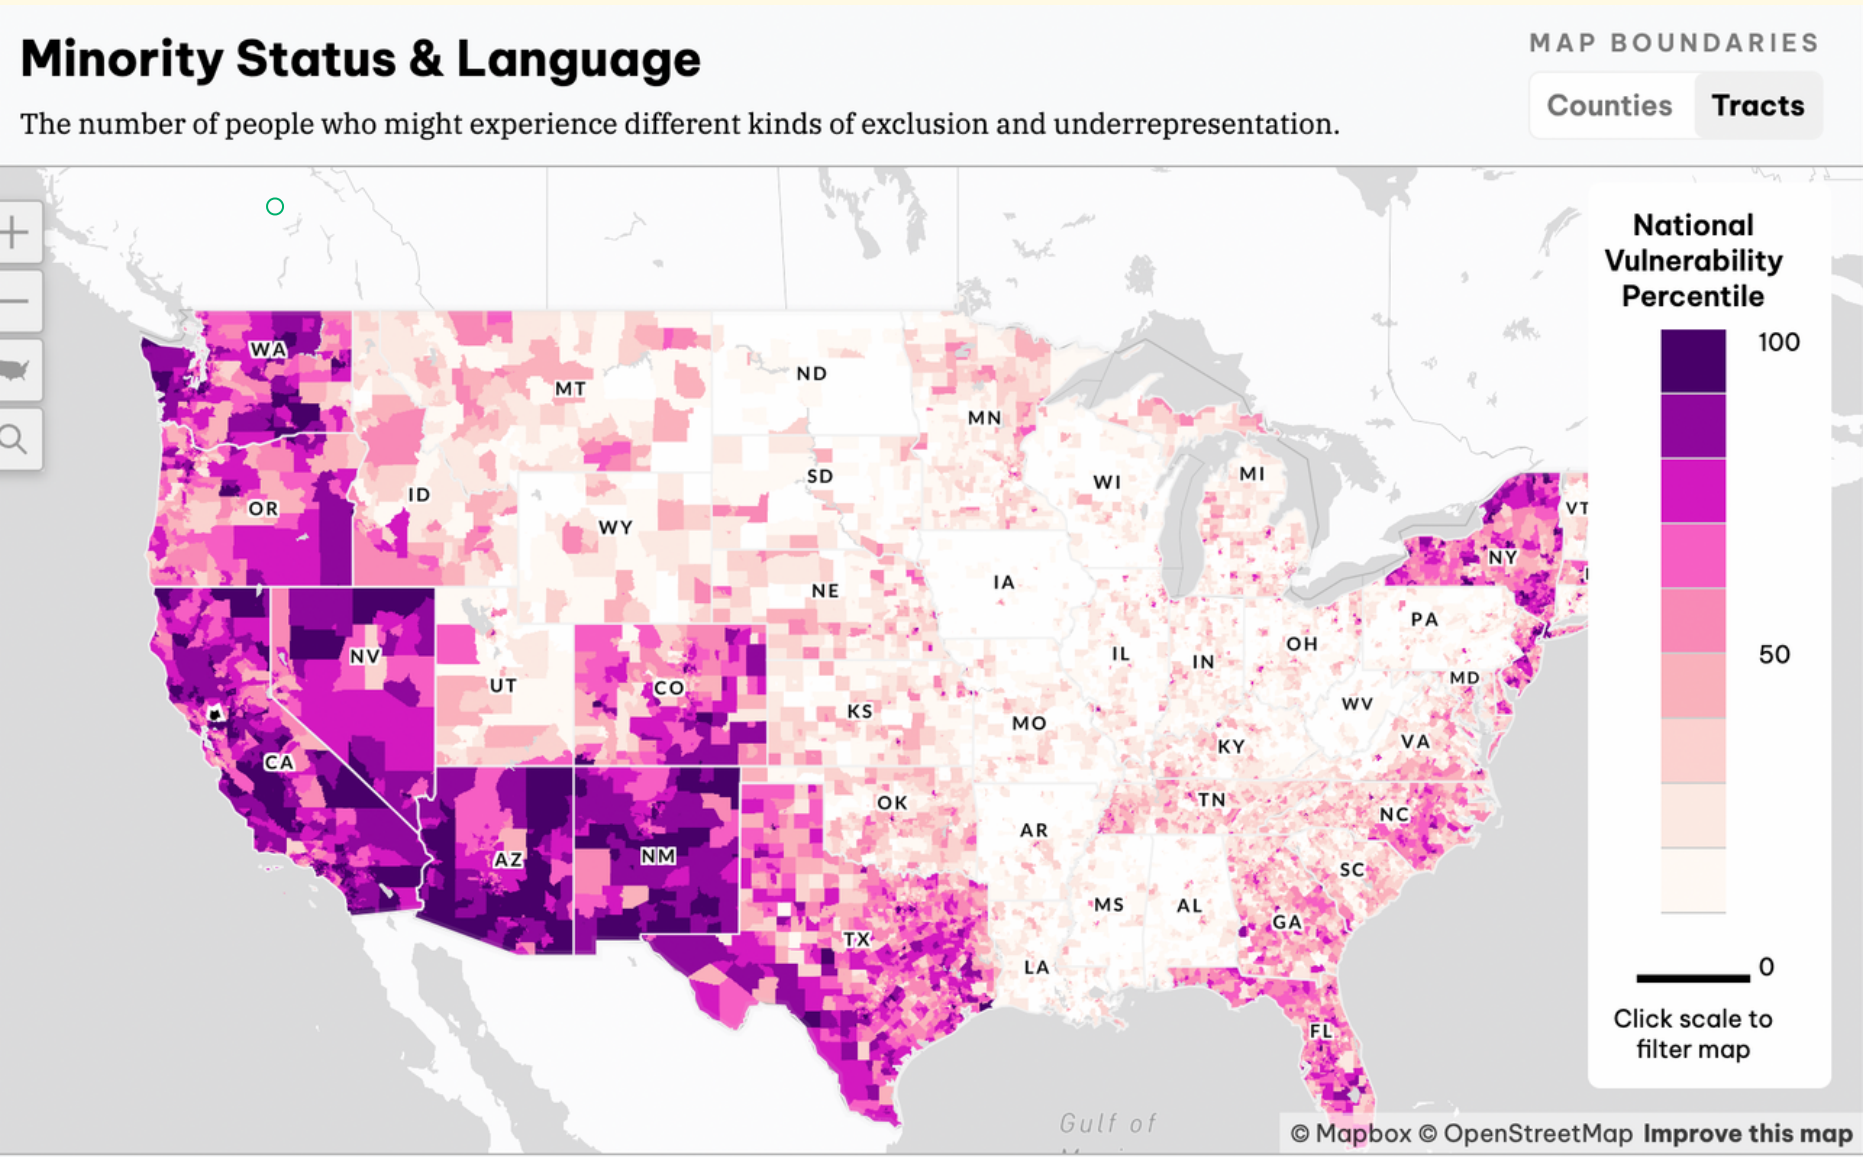 Minority Status & Language
The number of people who might experience different kinds of exclusion and underrepresentation.
MAP BOUNDARIES
Counties Tracts
National
Vulnerability
Percentile
100
50
0
Click scale to
filter map
WA
MT
ND
MN
OR
ID
SD
WI
MI
VT
WY
NY
NV
NE
IA
PA
UT
CO
IL
IN
OH
MD
KS
MO
WV
CA
KY
VA
OK
TN
NC
AZ
NM
AR
SC
TX
MS
AL
GA
LA
FL
Gulf of
© Mapbox © OpenStreetMap Improve this map